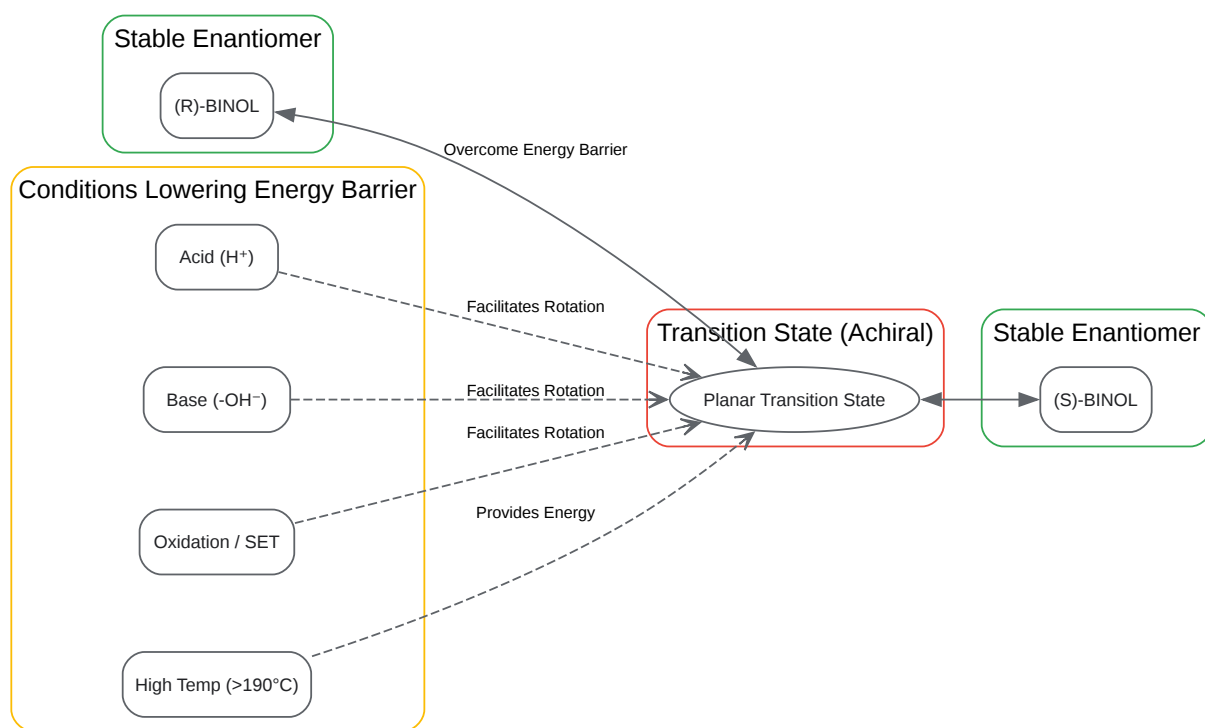 Stable Enantiomer
(R)-BINOL
Overcome Energy Barrier
Conditions Lowering Energy Barrier
Acid (H⁺)
Facilitates Rotation
Transition State (Achiral)
Stable Enantiomer
Base (-OH⁻)
Facilitates Rotation
Planar Transition State
(S)-BINOL
Facilitates Rotation
Oxidation / SET
Provides Energy
High Temp (>190°C)